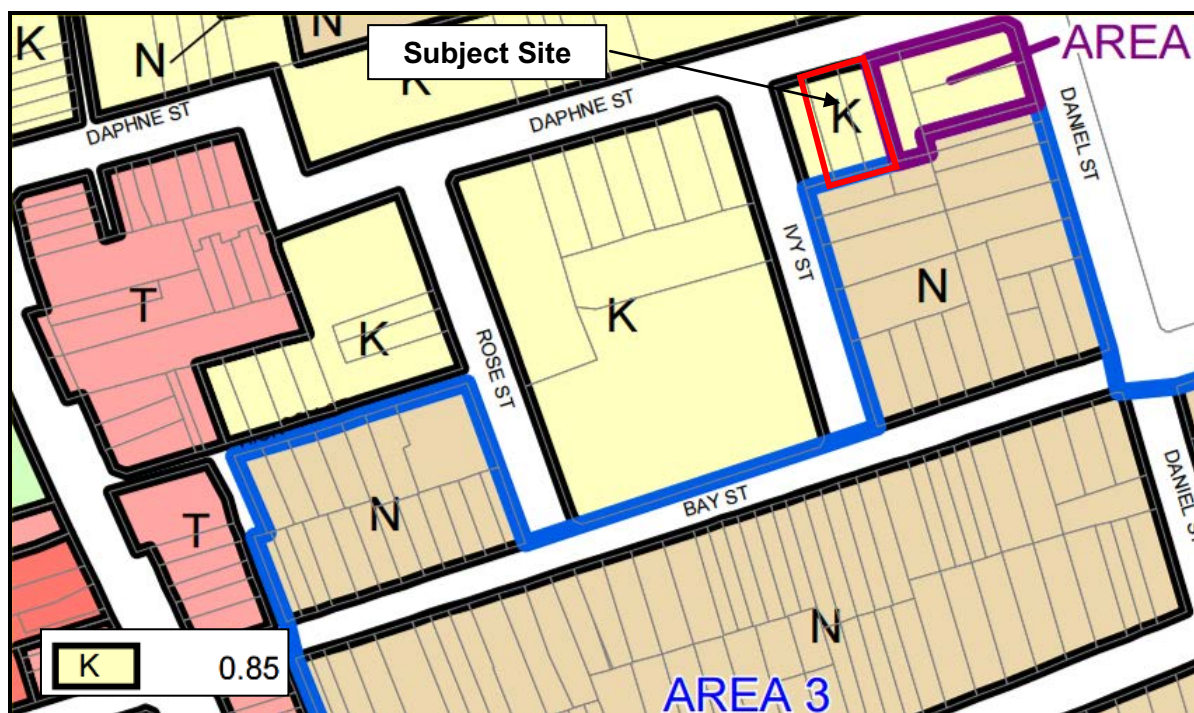 K
N
N
Subject Site
AREA
K
DAPHNE ST
DAPHNE ST
K
DANIEL ST
IVY ST
N
T
K
K
ROSE ST
BAY ST
N
T
DANIEL ST
N
K 0.85
AREA 3